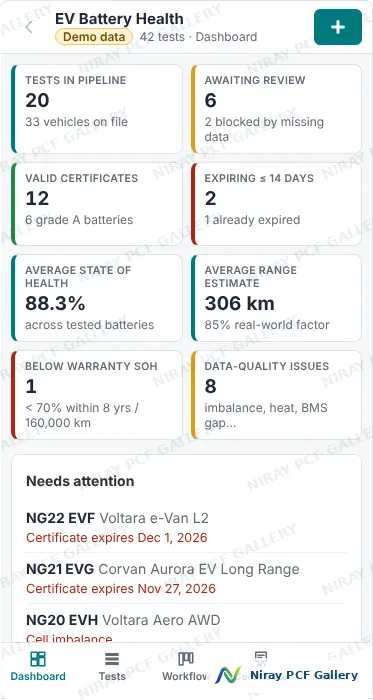 EV Battery Health
Demo data 42 tests · Dashboard
+
TESTS IN PIPELINE
20
33 vehicles on file
AWAITING REVIEW
6
2 blocked by missing
data
VALID CERTIFICATES
12
6 grade A batteries
EXPIRING ≤ 14 DAYS
2
1 already expired
AVERAGE STATE OF
HEALTH
88.3%
across tested batteries
AVERAGE RANGE
ESTIMATE
306 km
85% real-world factor
BELOW WARRANTY SOH
1
< 70% within 8 yrs /
160,000 km
DATA-QUALITY ISSUES
8
imbalance, heat, BMS
gap...
Needs attention
NG22 EVF Voltara e-Van L2
Certificate expires Dec 1, 2026
NG21 EVG Corvan Aurora EV Long Range
Certificate expires Nov 27, 2026
NG20 EVH Voltara Aero AWD
Cell imbalance
Dashboard
Tests
Workflow
Niray PCF Gallery
NIRAY PCF GALLERY